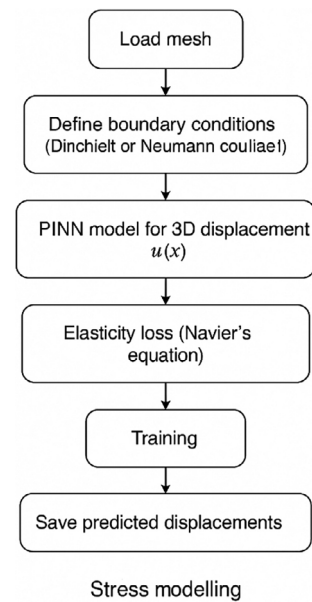 Load mesh
Define boundary conditions
(Dinchielt or Neumann couliae!)
PINN model for 3D displacement
u(x)
Elasticity loss (Navier's
equation)
Training
Save predicted displacements
Stress modelling